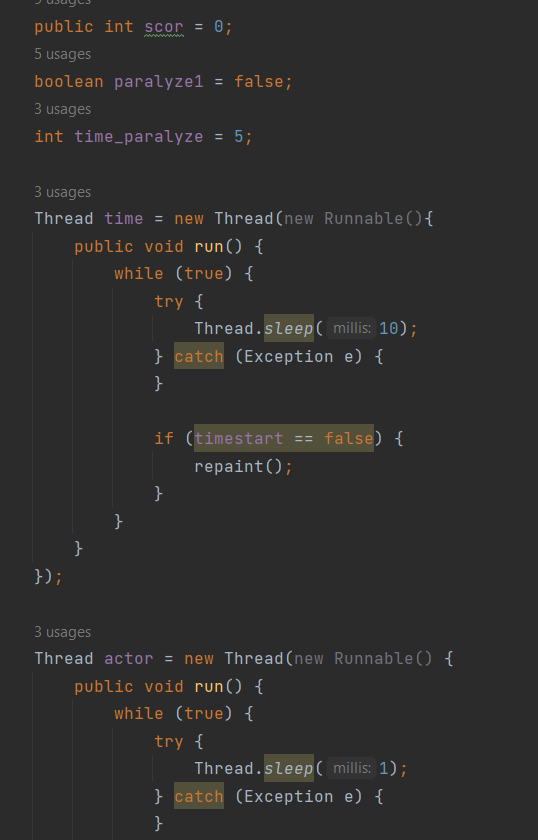 public int scor = 0;
5 usages
boolean paralyze1 = false;
3 usages
int time_paralyze = 5;
3 usages
Thread time = new Thread(new Runnable(){
public void run() {
while (true) {
try {
Thread.sleep( millis: 10);
} catch (Exception e) {
}
if (timestart == false) {
repaint();
}
}
}
});
3 usages
Thread actor = new Thread(new Runnable() {
public void run() {
while (true) {
try {
Thread.sleep( millis: 1);
} catch (Exception e) {
}